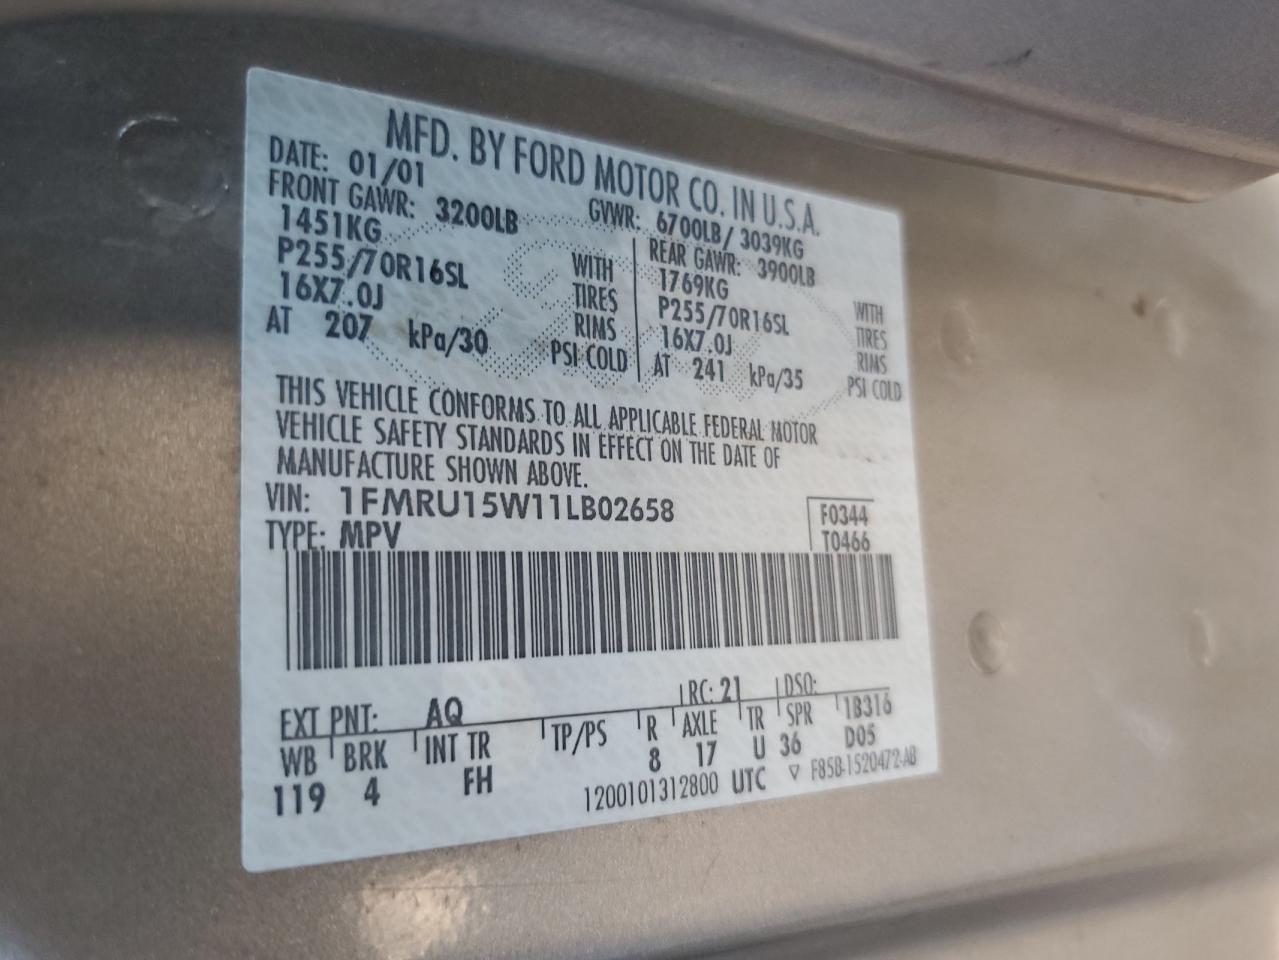 MFD. BY FORD MOTOR CO. IN U.S.A.
DATE: 01/01 GVWR: 6700LB/ 3039KG
FRONT GAWR: 3200LB REAR GAWR: 3900LB
1451KG WITH 1769KG WITH
P255/70R16SL TIRES P255/70R16SL TIRES
16X7.0J RIMS 16X7.0J RIMS
AT 207 kPa/30 PSI COLD AT 241 kPa/35 PSI COLD
THIS VEHICLE CONFORMS TO ALL APPLICABLE FEDERAL MOTOR
VEHICLE SAFETY STANDARDS IN EFFECT ON THE DATE OF
MANUFACTURE SHOWN ABOVE.
VIN: 1FMRU15W11LB02658 F0344
TYPE: MPV T0466
EXT PNT: AQ RC: 21 DSO:
WB BRK INT TR TP/PS R AXLE TR SPR 1B316
119 4 FH 8 17 U 36 D05
1200101312800 UTC ▽ F85B-1520472-AB